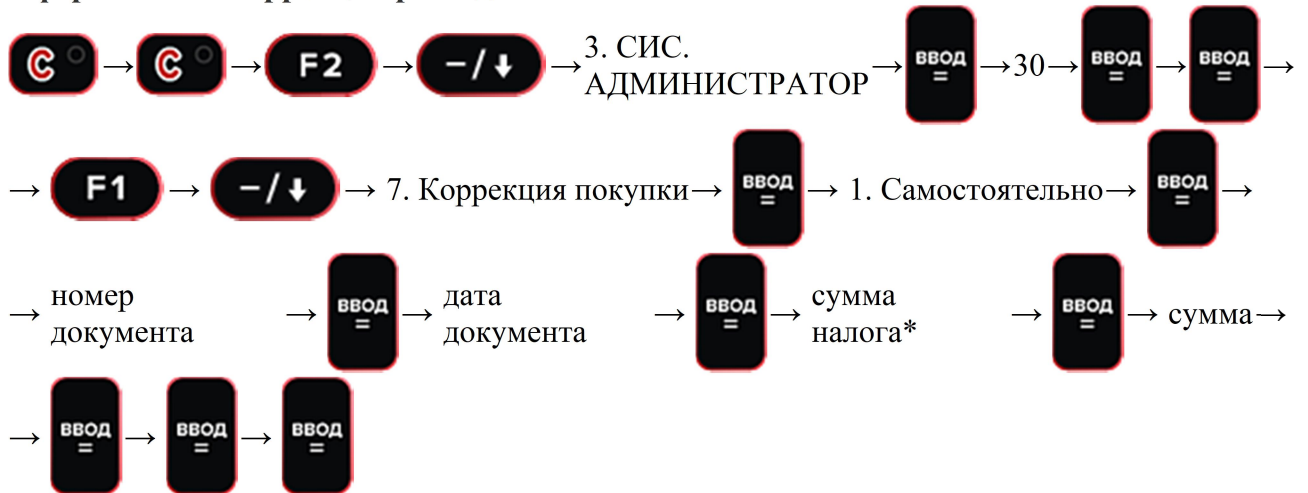 C → C → F2 → –/↓ → 3. СИС. АДМИНИСТРАТОР → ВВОД = → 30 → ВВОД = → ВВОД = →
→ F1 → –/↓ → 7. Коррекция покупки → ВВОД = → 1. Самостоятельно → ВВОД = →
→ номер документа → ВВОД = → дата документа → ВВОД = → сумма налога* → ВВОД = → сумма →
→ ВВОД = → ВВОД = → ВВОД =